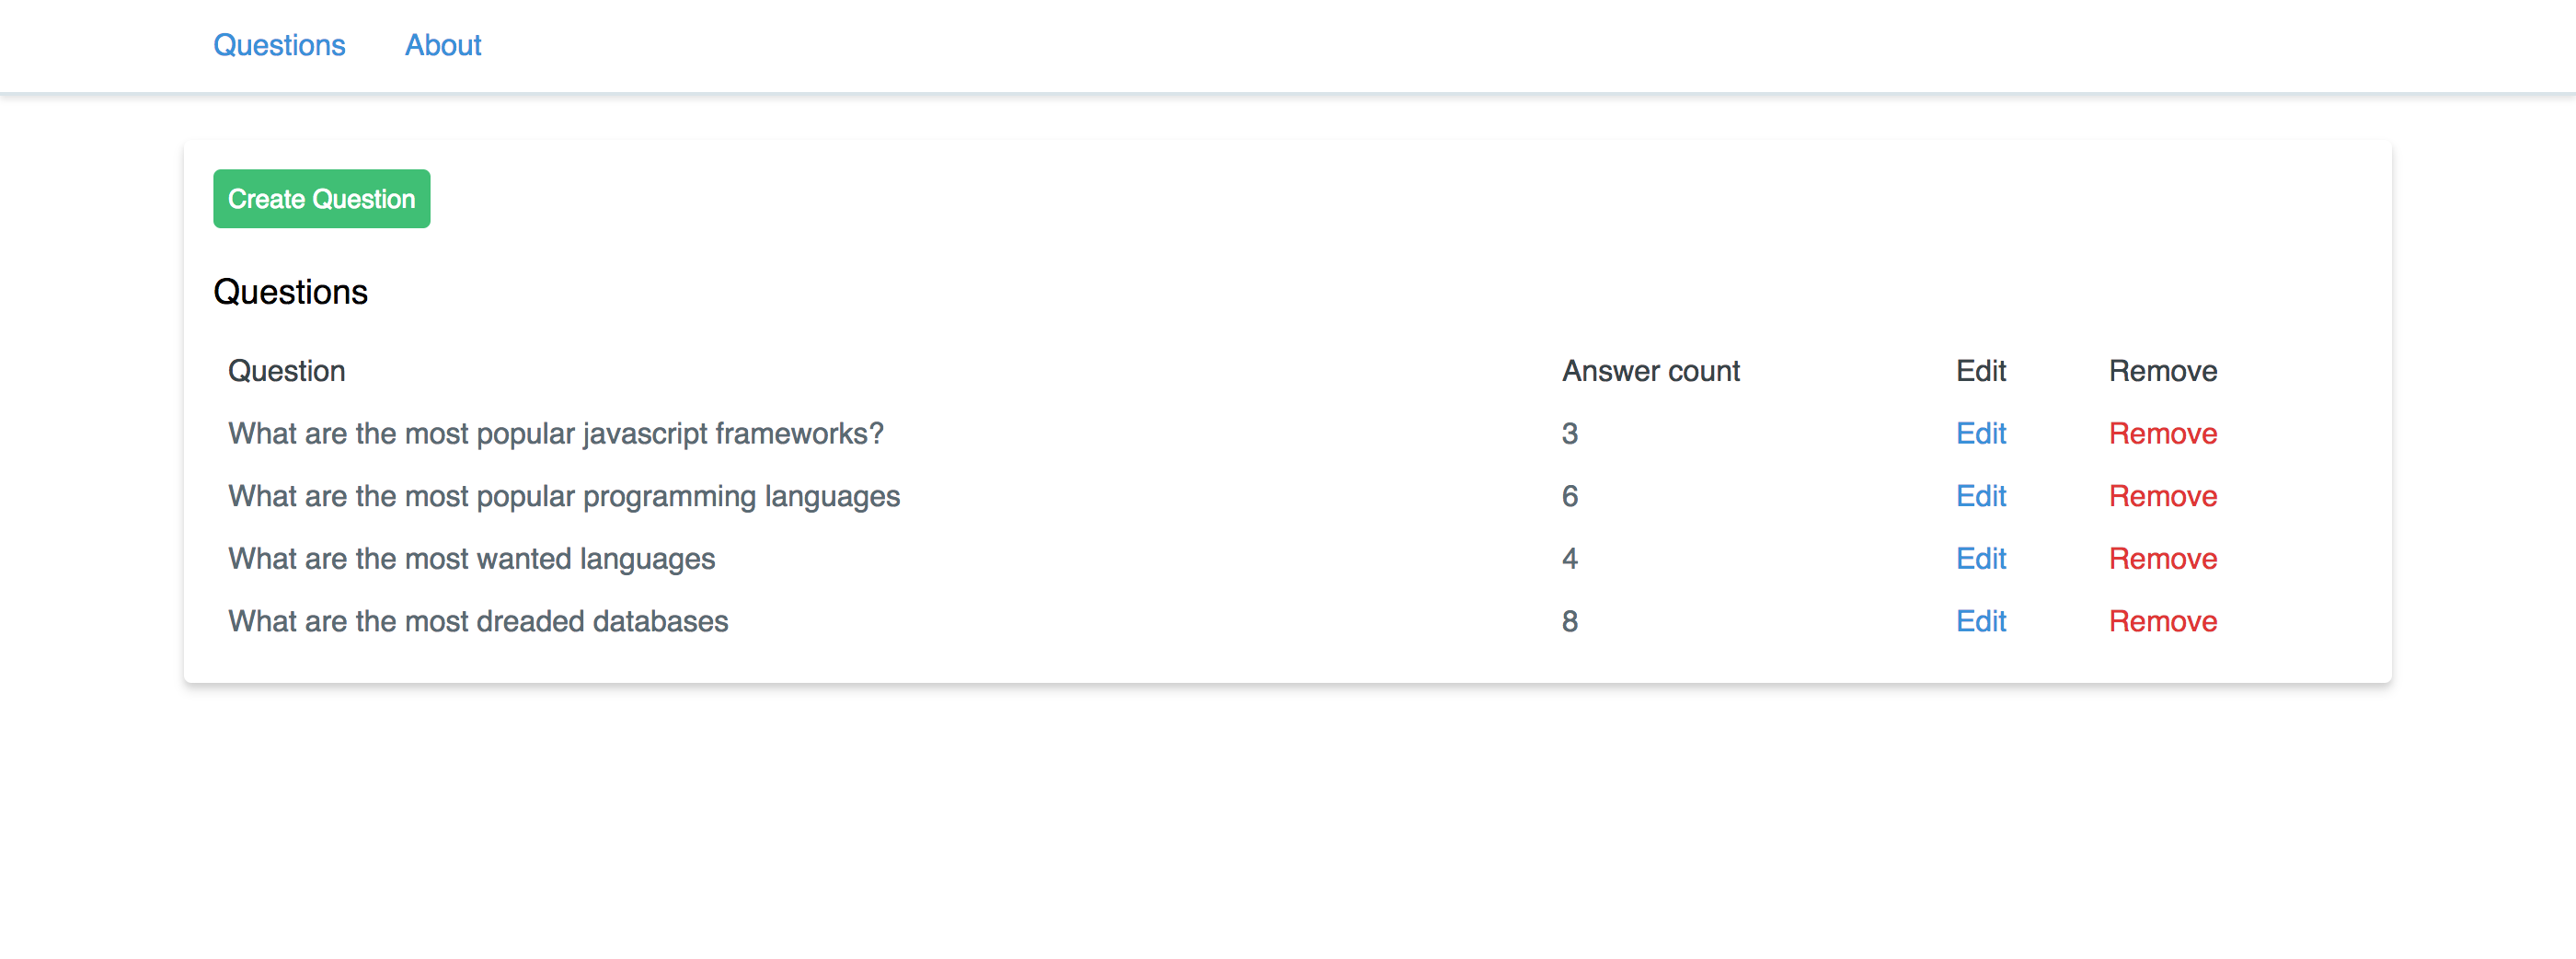 Questions About
Create Question
Questions
Question Answer count Edit Remove
What are the most popular javascript frameworks? 3 Edit Remove
What are the most popular programming languages 6 Edit Remove
What are the most wanted languages 4 Edit Remove
What are the most dreaded databases 8 Edit Remove